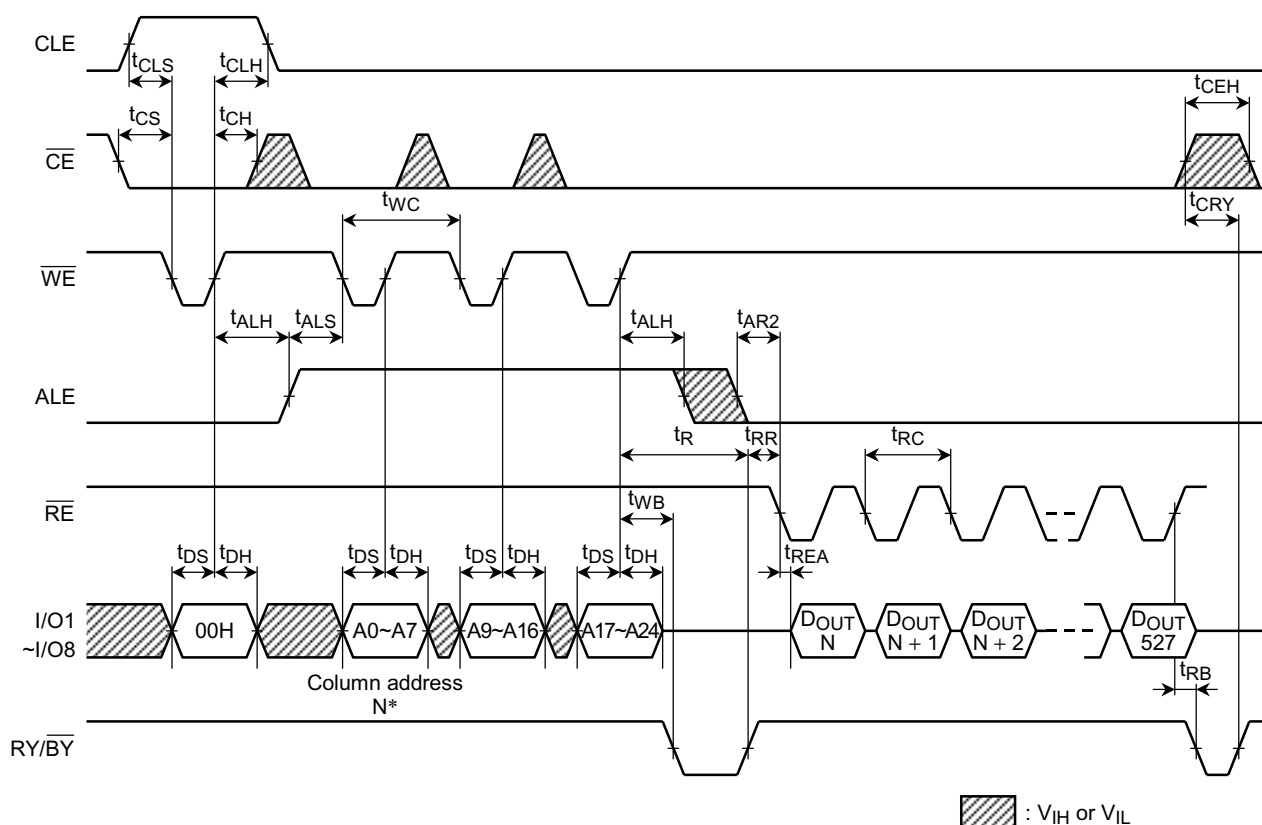 CLE
tCLS
tCLH
tCEH
tCS
tCH
CE
tWC
tCRY
WE
tALH
tALS
tALH
tAR2
ALE
tR
tRR
tRC
RE
tWB
tREA
tDS
tDH
tDS
tDH
tDS
tDH
tDS
tDH
I/O1
~I/O8
00H
A0~A7
A9~A16
A17~A24
DOUT
N
DOUT
N + 1
DOUT
N + 2
DOUT
527
Column address
N*
tRB
RY/BY
: VIH or VIL